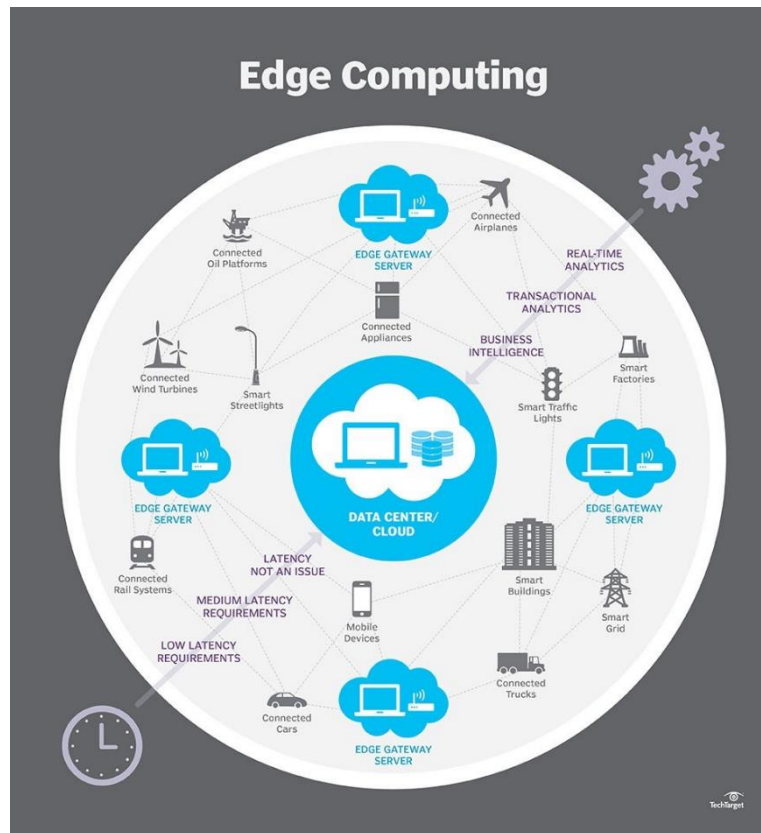 Edge Computing
Connected
Airplanes
Connected
Oil Platforms
EDGE GATEWAY
SERVER
REAL-TIME
ANALYTICS
TRANSACTIONAL
ANALYTICS
Connected
Appliances
BUSINESS
INTELLIGENCE
Connected
Wind Turbines
Smart
Streetlights
Smart
Factories
Smart Traffic
Lights
EDGE GATEWAY
SERVER
DATA CENTER/
CLOUD
EDGE GATEWAY
SERVER
LATENCY
NOT AN ISSUE
Connected
Rail Systems
Smart
Buildings
MEDIUM LATENCY
REQUIREMENTS
Mobile
Devices
Smart
Grid
LOW LATENCY
REQUIREMENTS
Connected
Trucks
Connected
Cars
EDGE GATEWAY
SERVER
TechTarget